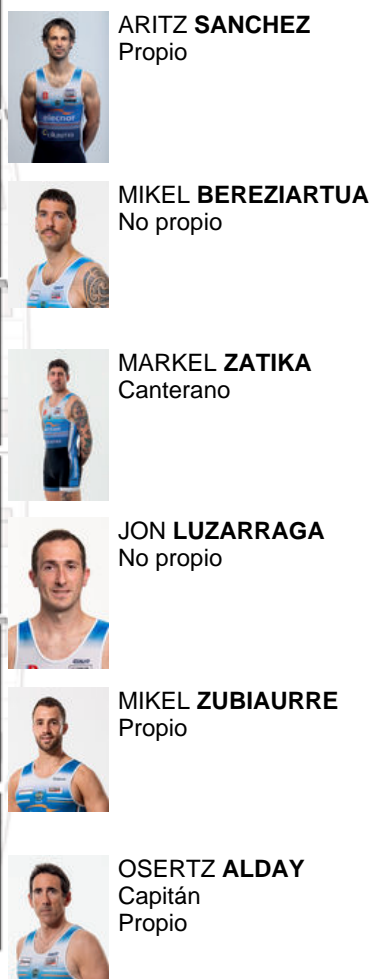 ARITZ SANCHEZ
Propio
elecnor
MIKEL BEREZIARTUA
No propio
MARKEL ZATIKA
Canterano
JON LUZARRAGA
No propio
MIKEL ZUBIAURRE
Propio
OSERTZ ALDAY
Capitán
Propio